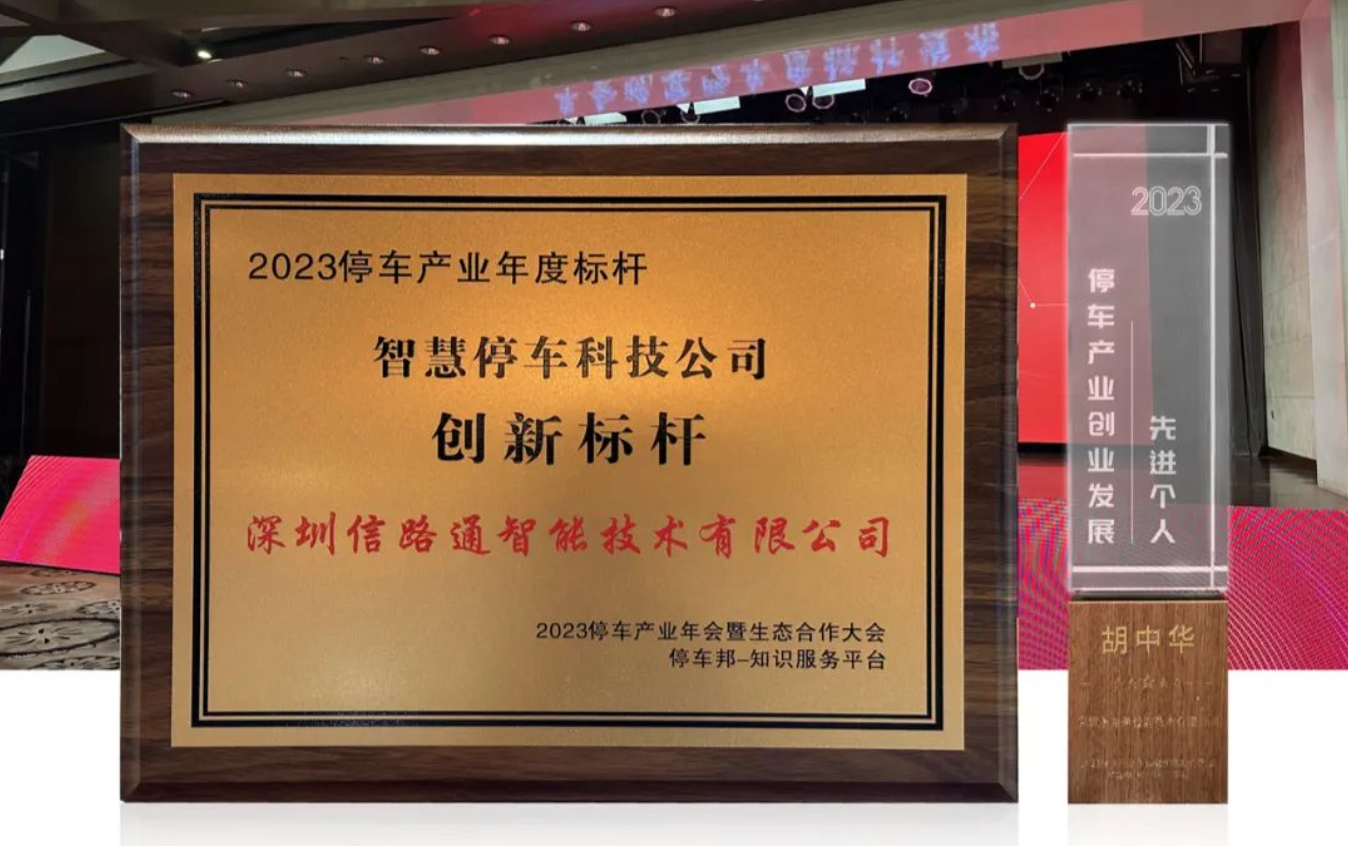 2023停车产业年度标杆
智慧停车科技公司
创新标杆
深圳信路通智能技术有限公司
2023停车产业年会暨生态合作大会
停车邦-知识服务平台
2023
停车产业创业发展
先进个人
胡中华